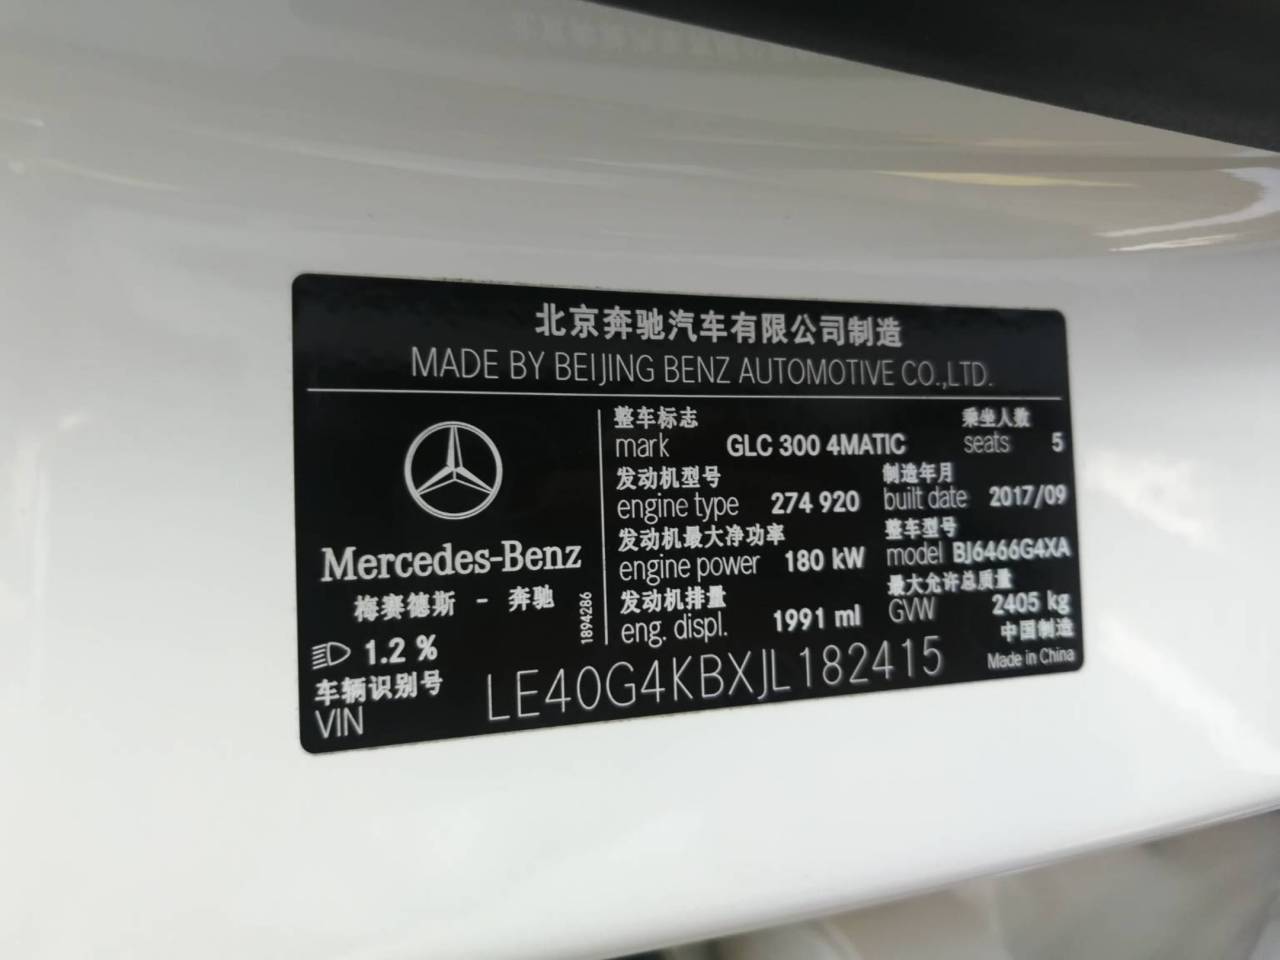 北京奔驰汽车有限公司制造
MADE BY BEIJING BENZ AUTOMOTIVE CO.,LTD.
Mercedes-Benz
梅赛德斯 - 奔驰
1.2 %
1894286
整车标志
mark GLC 300 4MATIC
乘坐人数
seats 5
发动机型号
engine type 274 920
制造年月
built date 2017/09
发动机最大净功率
engine power 180 kW
整车型号
model BJ6466G4XA
发动机排量
eng. displ. 1991 ml
最大允许总质量
GVW 2405 kg
中国制造
Made in China
车辆识别号
VIN LE40G4KBXJL182415